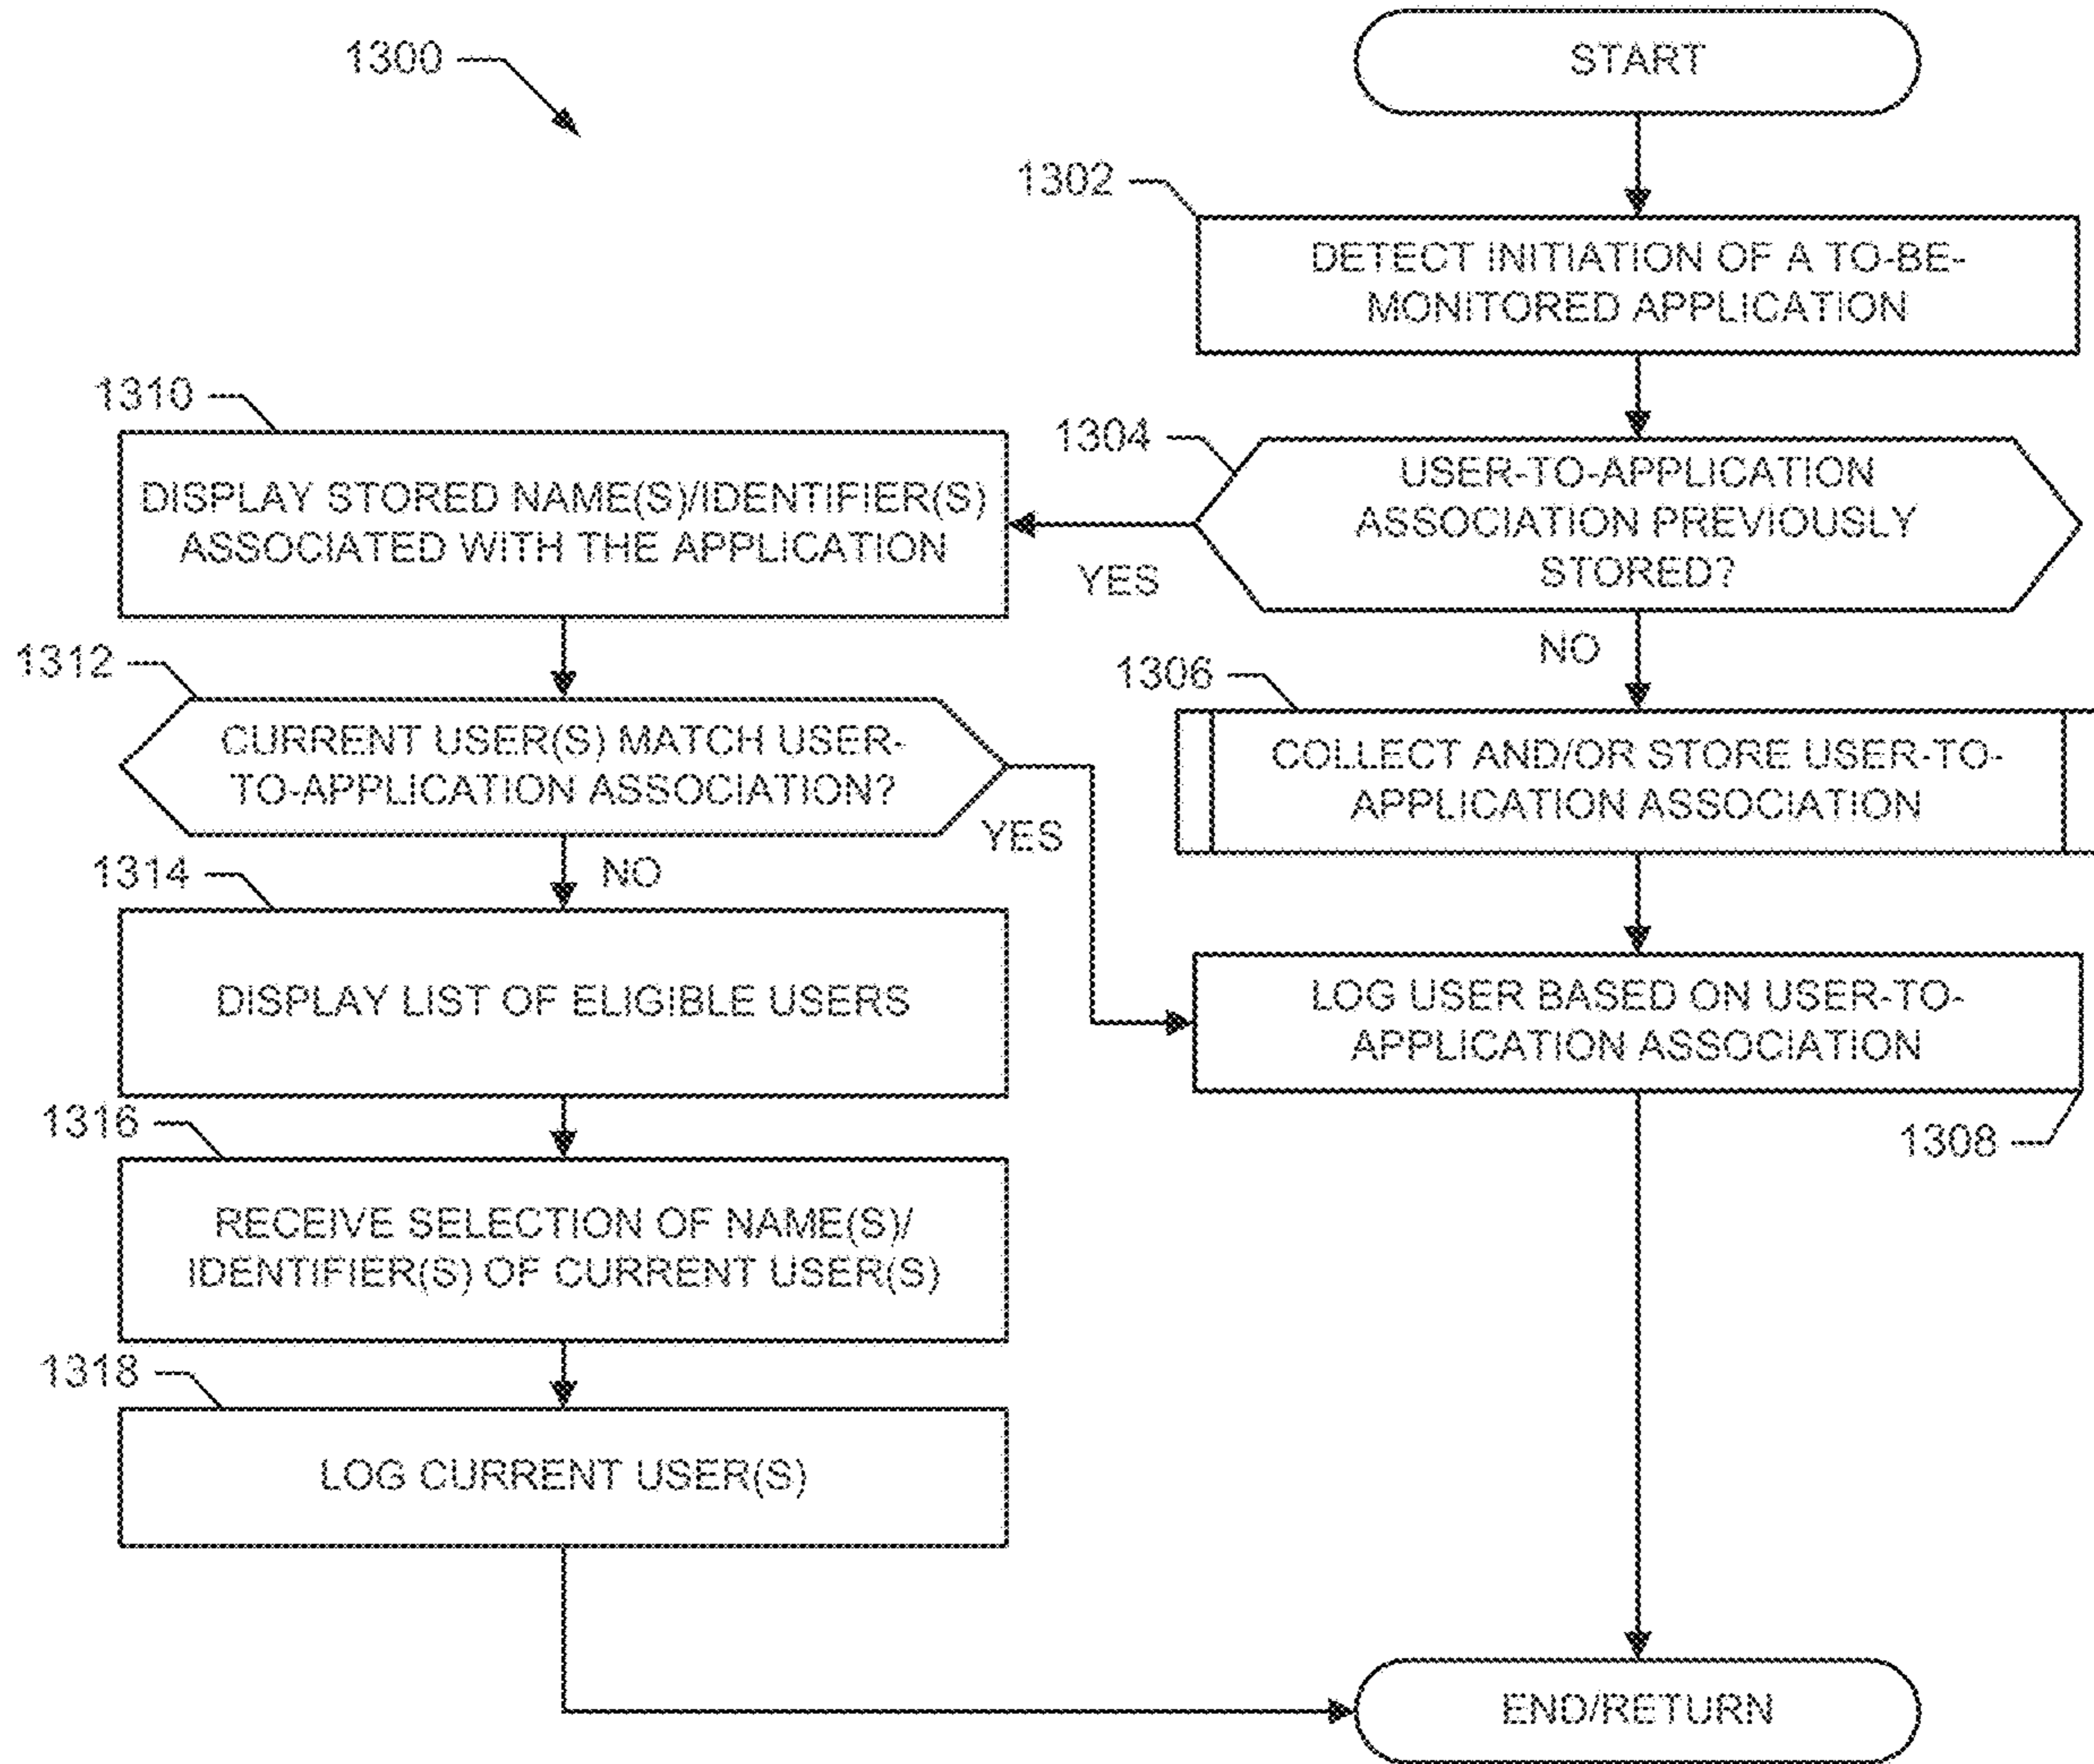 1300
START
1302
DETECT INITIATION OF A TO-BE-
MONITORED APPLICATION
1304
USER-TO-APPLICATION
ASSOCIATION PREVIOUSLY
STORED?
YES
NO
1306
COLLECT AND/OR STORE USER-TO-
APPLICATION ASSOCIATION
LOG USER BASED ON USER-TO-
APPLICATION ASSOCIATION
1308
1310
DISPLAY STORED NAME(S)/IDENTIFIER(S)
ASSOCIATED WITH THE APPLICATION
1312
CURRENT USER(S) MATCH USER-
TO-APPLICATION ASSOCIATION?
YES
NO
1314
DISPLAY LIST OF ELIGIBLE USERS
1316
RECEIVE SELECTION OF NAME(S)/
IDENTIFIER(S) OF CURRENT USER(S)
1318
LOG CURRENT USER(S)
END/RETURN